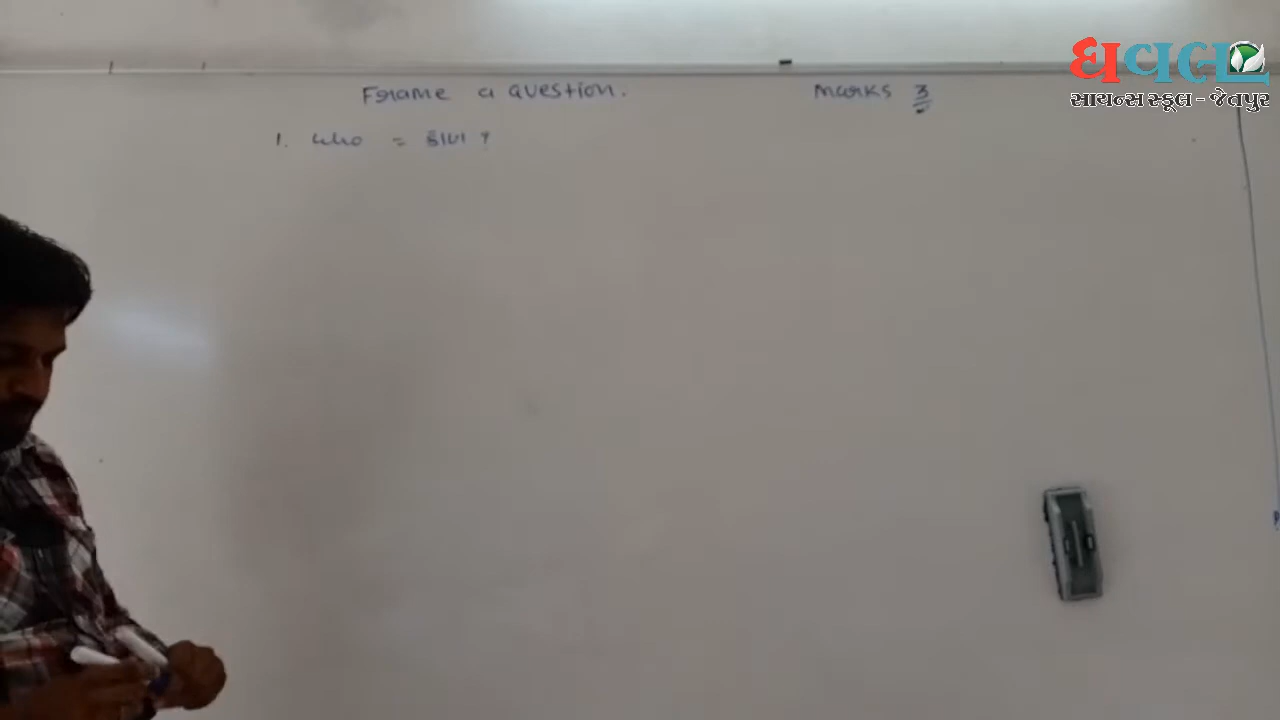 ધવલ
સાયન્સ સ્કૂલ - જેતપુર
Frame a question. Marks 3
1. who = કોણ ?